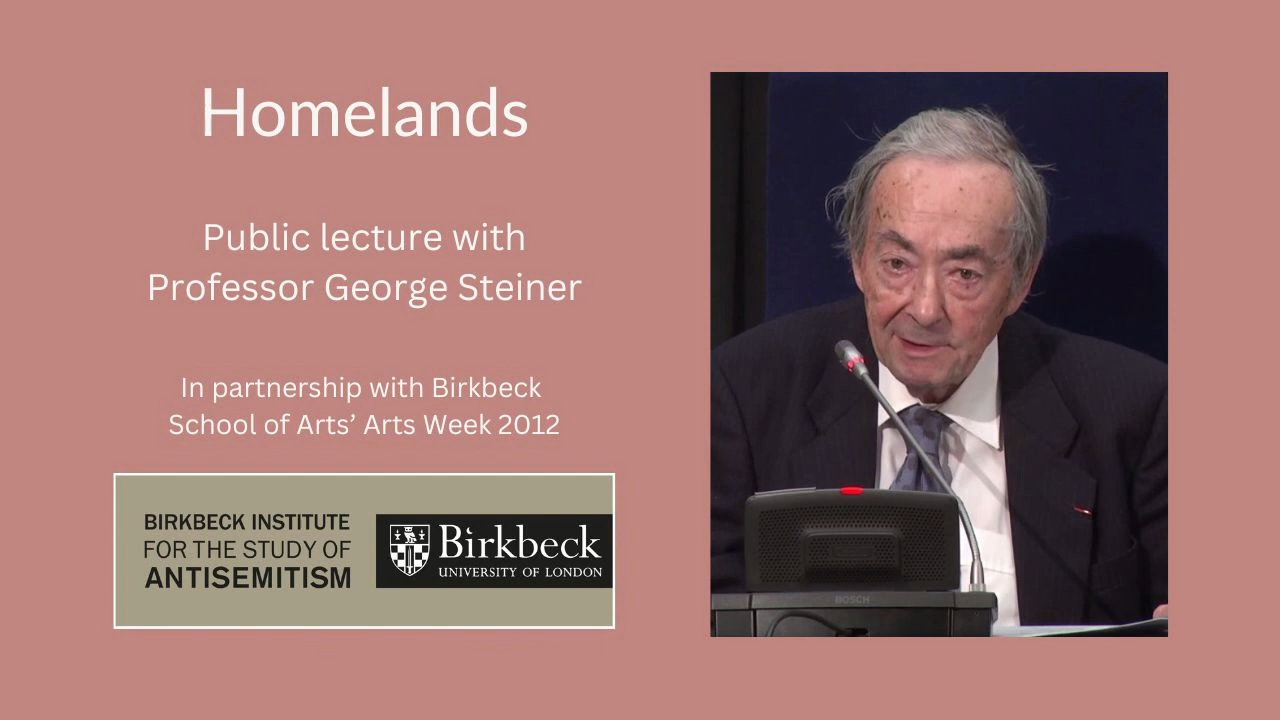 Homelands
Public lecture with
Professor George Steiner
In partnership with Birkbeck
School of Arts’ Arts Week 2012
BIRKBECK INSTITUTE
FOR THE STUDY OF
ANTISEMITISM
Birkbeck
UNIVERSITY OF LONDON
BOSCH